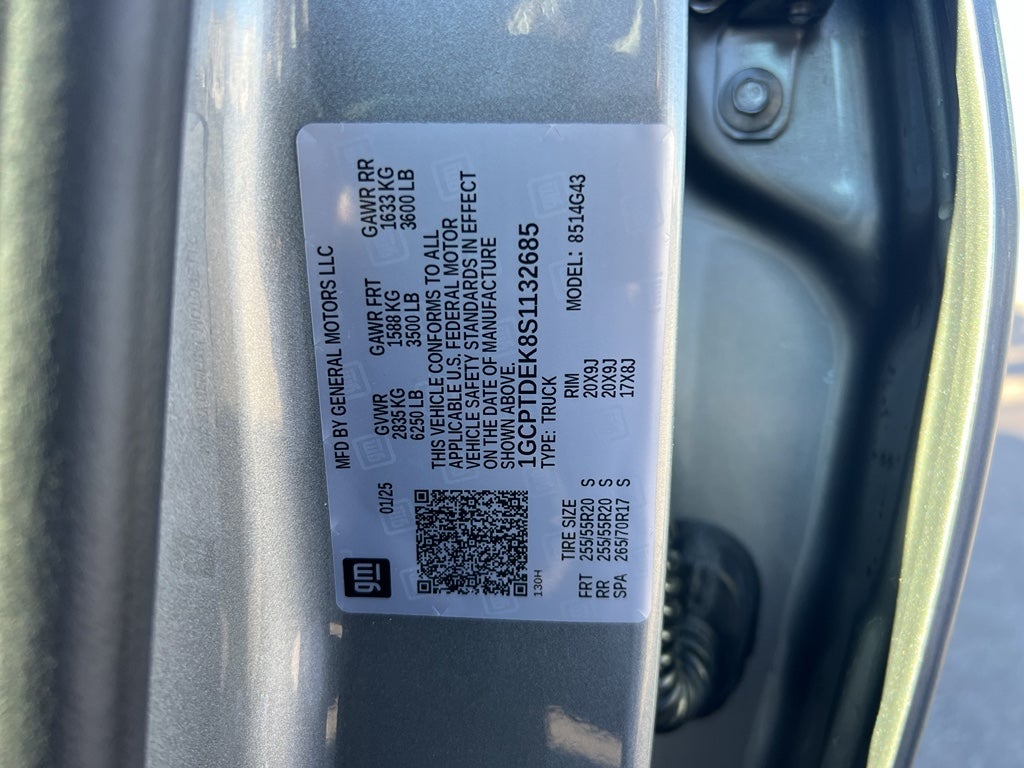 gm
01/25
MFD BY GENERAL MOTORS LLC
GVWR GAWR FRT GAWR RR
2835 KG 1588 KG 1633 KG
6250 LB 3500 LB 3600 LB
THIS VEHICLE CONFORMS TO ALL
APPLICABLE U.S. FEDERAL MOTOR
VEHICLE SAFETY STANDARDS IN EFFECT
ON THE DATE OF MANUFACTURE
SHOWN ABOVE.
1GCPTDEK8S1132685
TYPE: TRUCK MODEL: 8514G43
130H
TIRE SIZE RIM
FRT 255/55R20 S 20X9J
RR 255/55R20 S 20X9J
SPA 265/70R17 S 17X8J